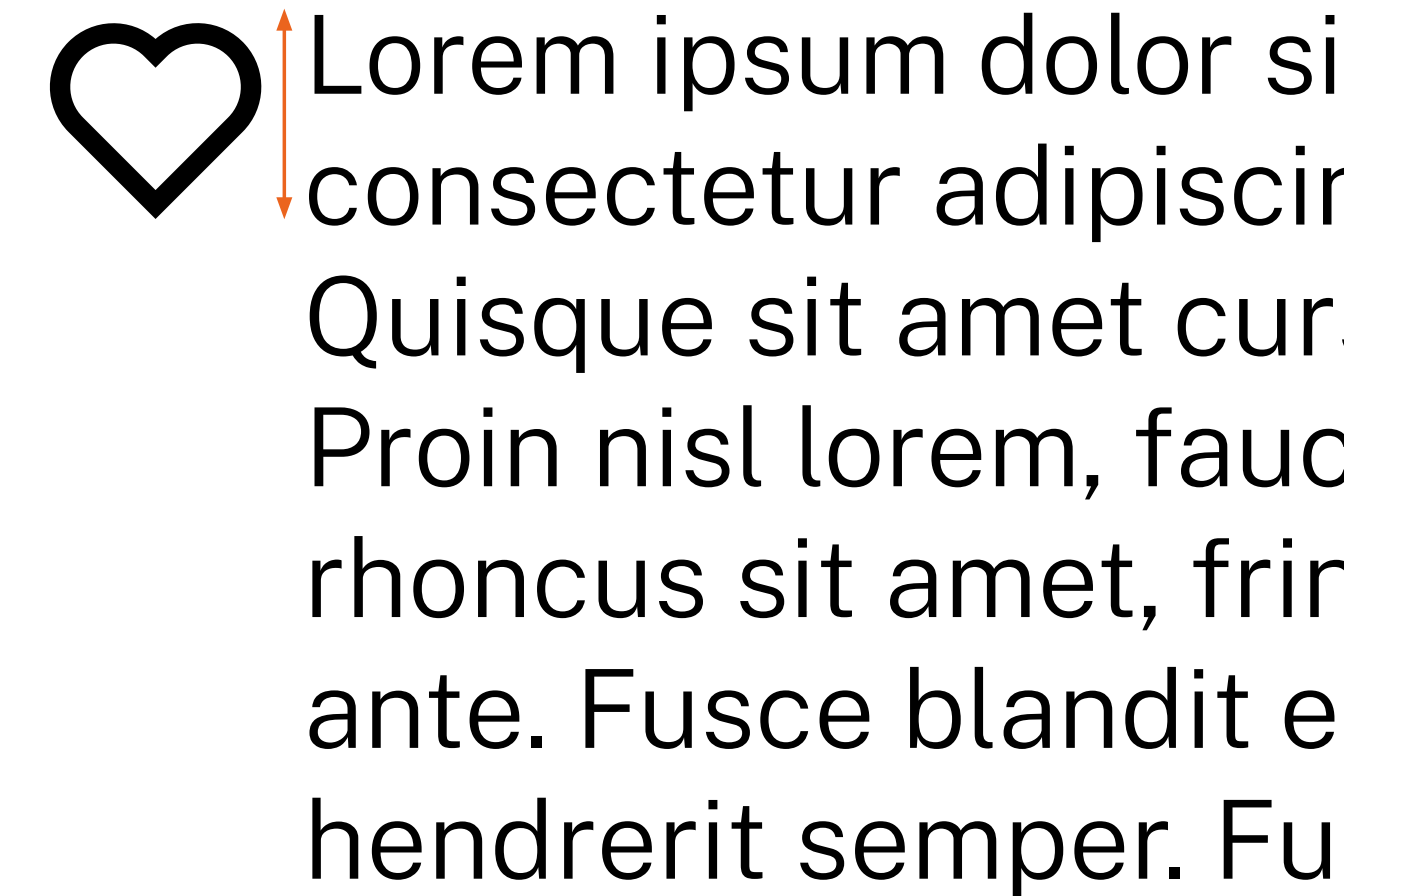 Lorem ipsum dolor si
consectetur adipiscin
Quisque sit amet cur
Proin nisl lorem, fauc
rhoncus sit amet, frin
ante. Fusce blandit e
hendrerit semper. Fu